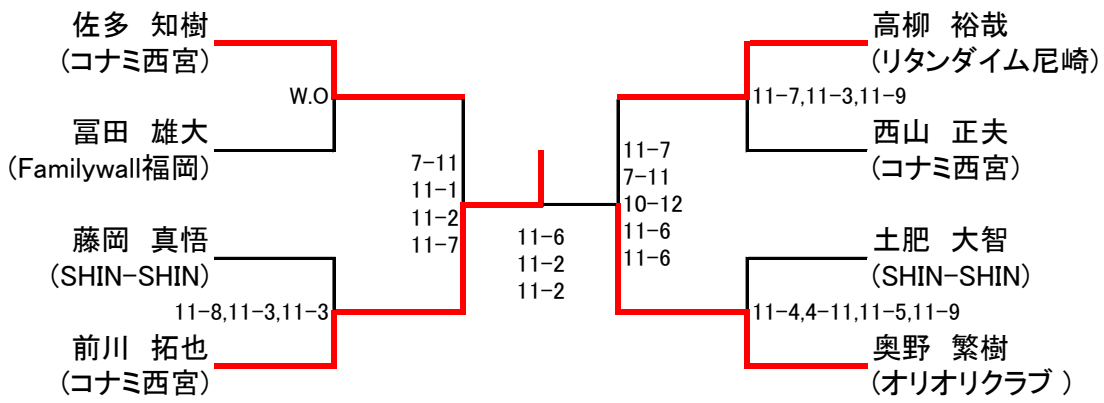 佐多　知樹
(コナミ西宮)
W.O
冨田　雄大
(Familywall福岡)
7-11
11-1
11-2
11-7
藤岡　真悟
(SHIN-SHIN)
11-8,11-3,11-3
前川　拓也
(コナミ西宮)
11-6
11-2
11-2
高柳　裕哉
(リタンダイム尼崎)
11-7,11-3,11-9
西山　正夫
(コナミ西宮)
11-7
7-11
10-12
11-6
11-6
土肥　大智
(SHIN-SHIN)
11-4,4-11,11-5,11-9
奥野　繁樹
(オリオリクラブ )